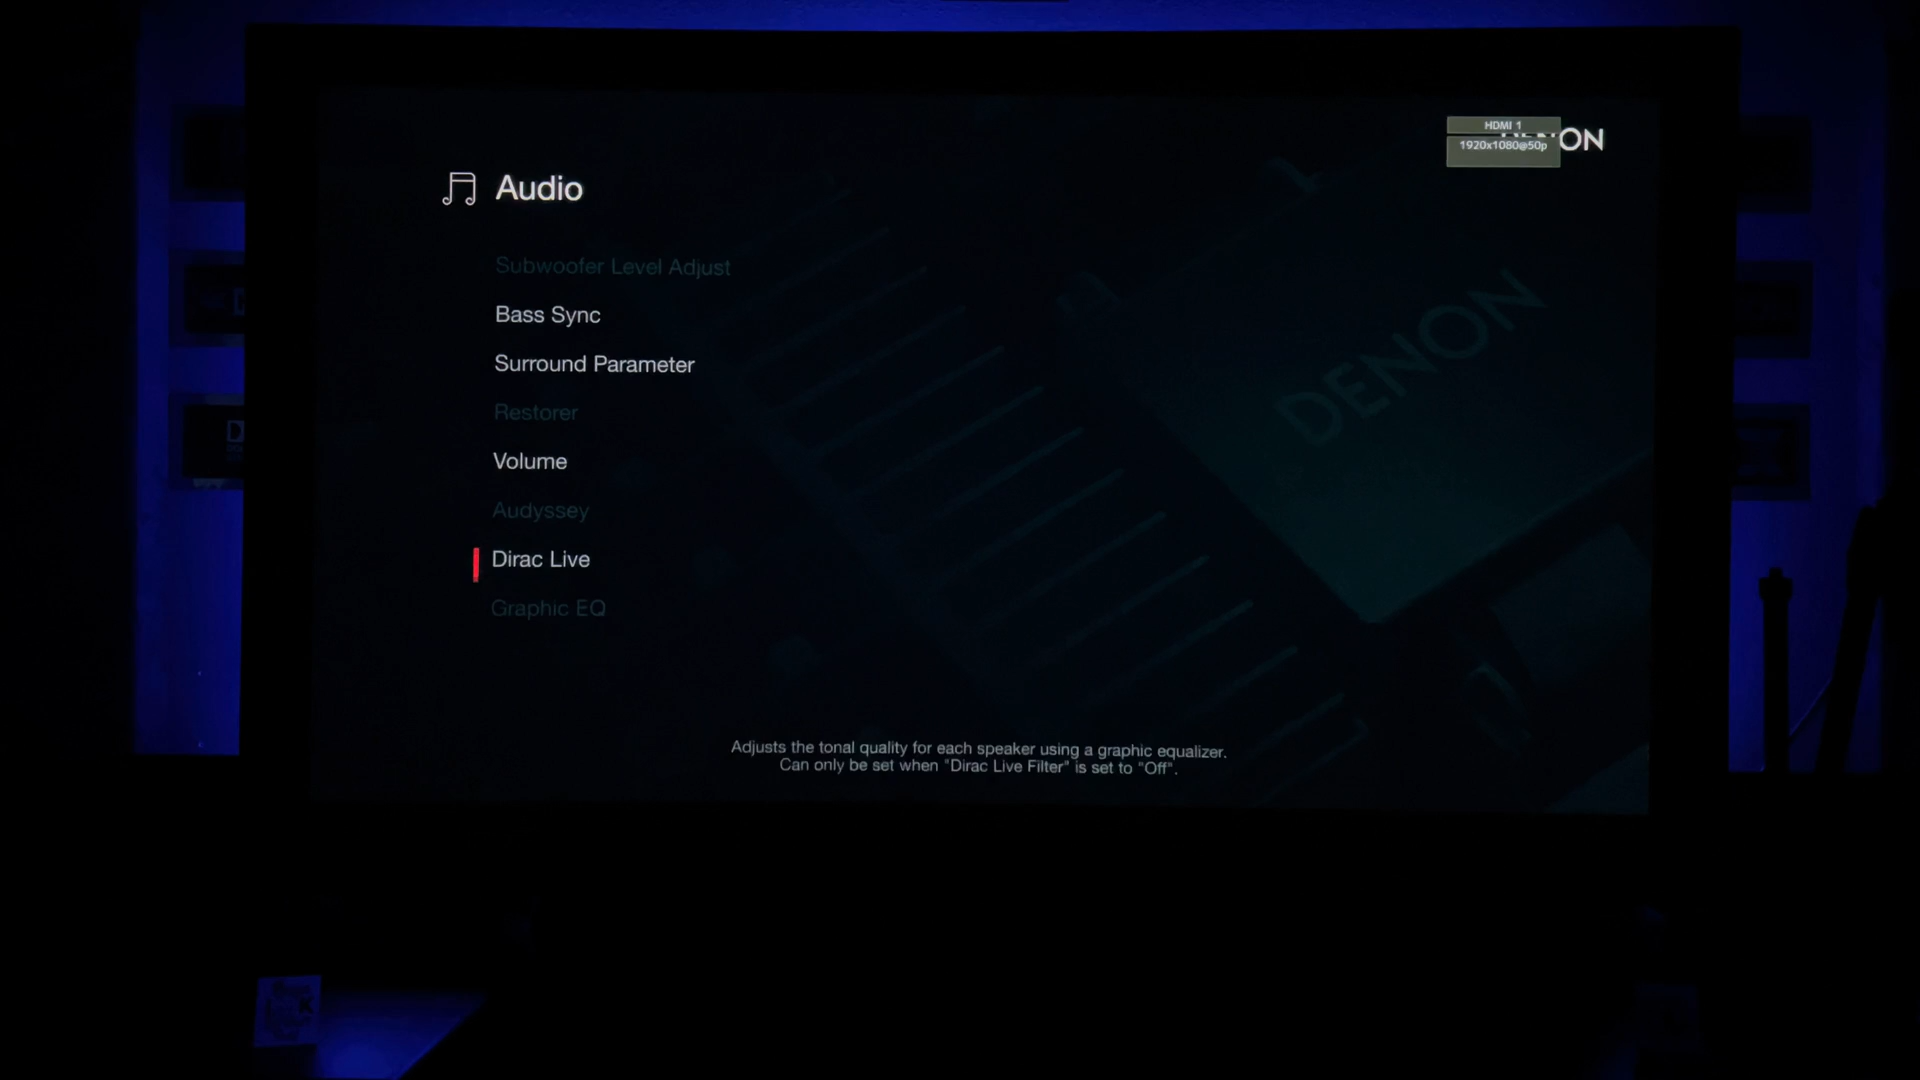 HDMI 1
1920x1080@50p
DENON
Audio
Subwoofer Level Adjust
Bass Sync
Surround Parameter
Restorer
Volume
Audyssey
Dirac Live
Graphic EQ
DENON
Adjusts the tonal quality for each speaker using a graphic equalizer.
Can only be set when "Dirac Live Filter" is set to "Off".